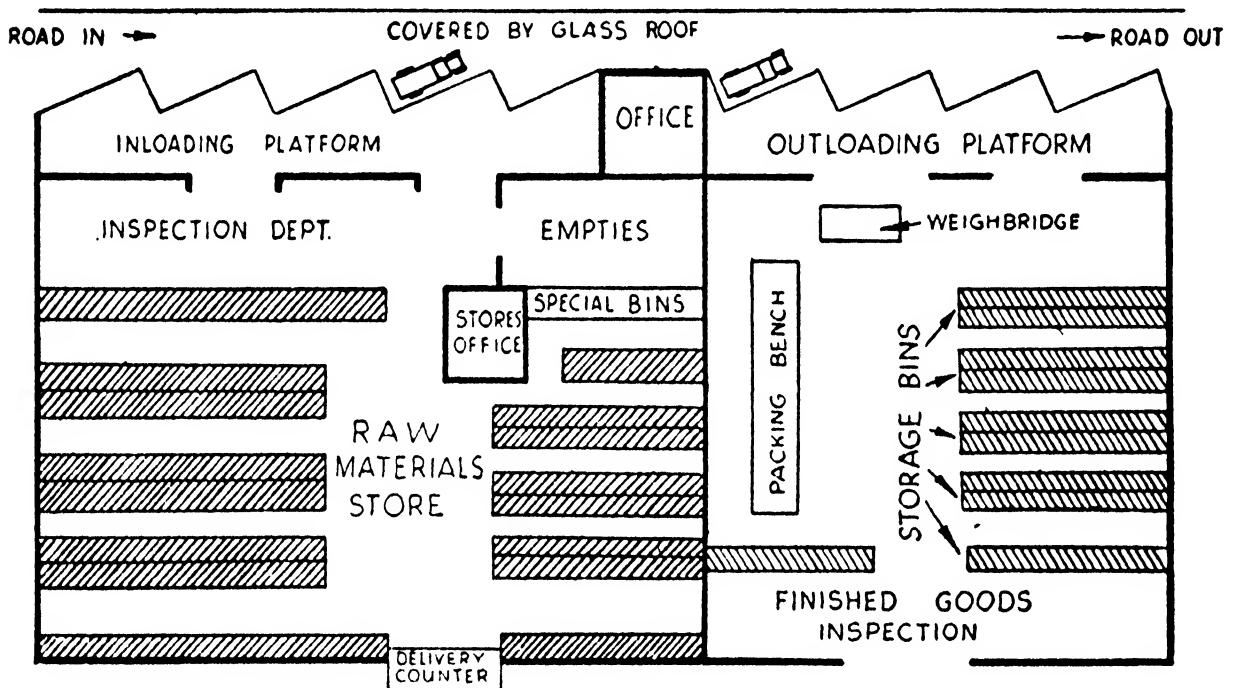 ROAD IN
COVERED BY GLASS ROOF
ROAD OUT
OFFICE
INLOADING PLATFORM
OUTLOADING PLATFORM
INSPECTION DEPT.
EMPTIES
WEIGHBRIDGE
SPECIAL BINS
STORES
OFFICE
PACKING BENCH
STORAGE BINS
RAW
MATERIALS
STORE
FINISHED GOODS
INSPECTION
DELIVERY
COUNTER